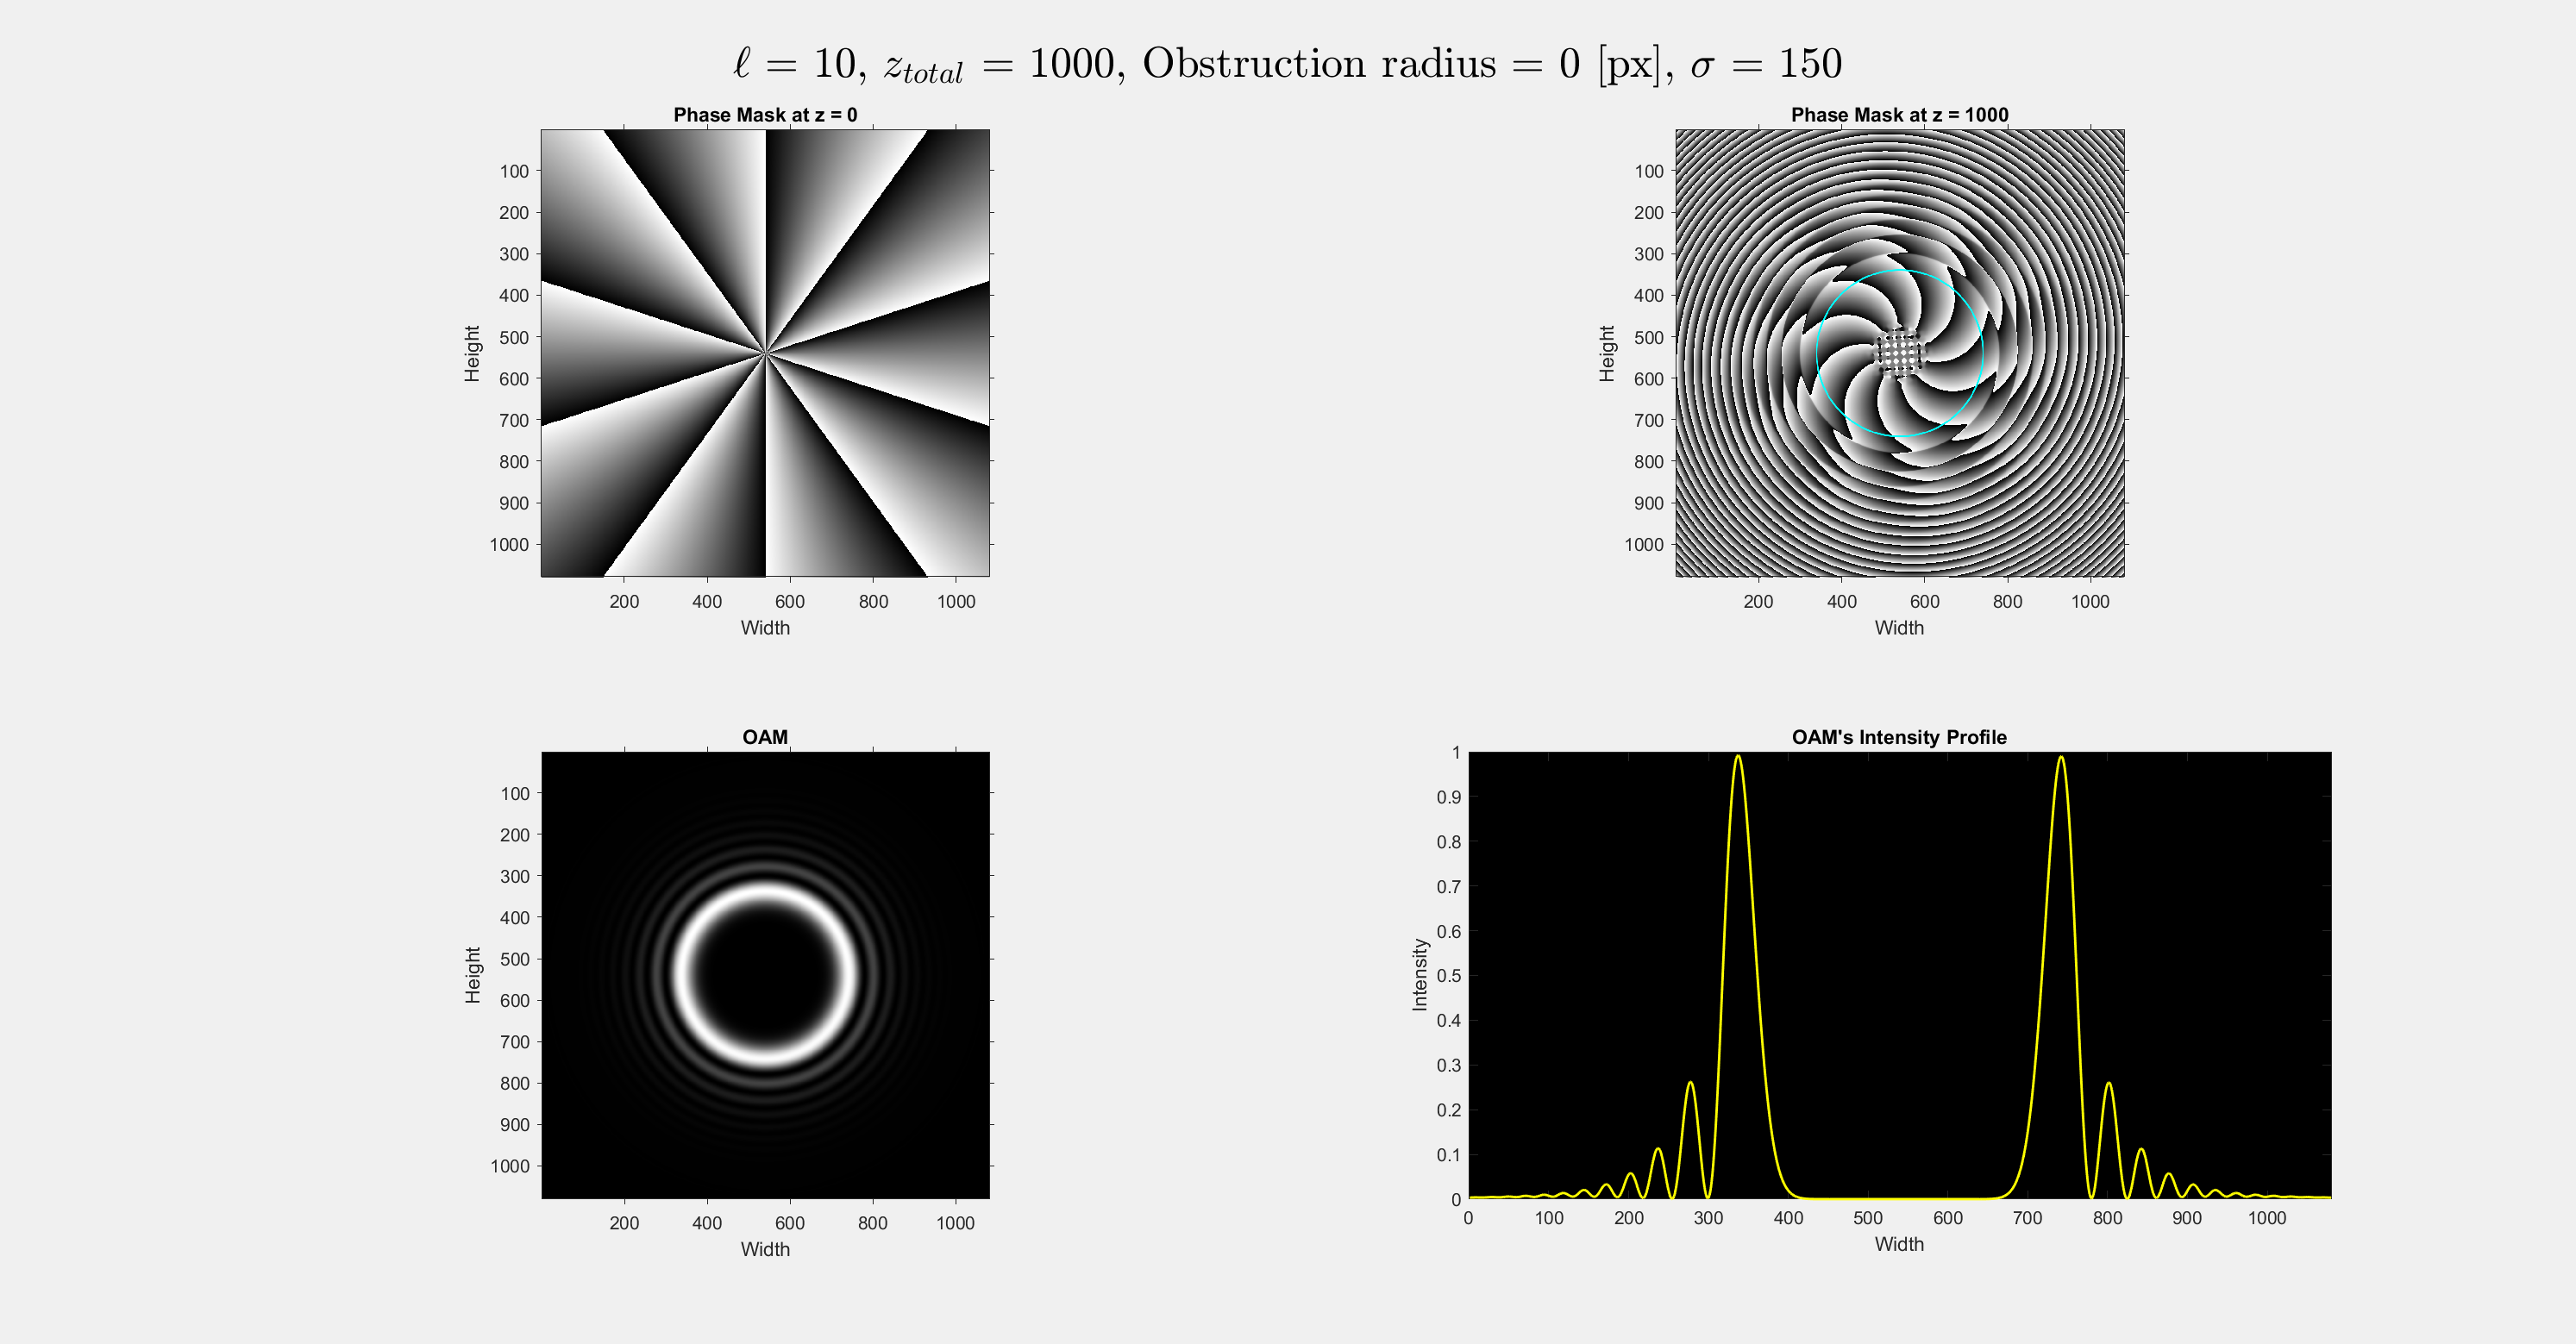 ℓ = 10, z_total = 1000, Obstruction radius = 0 [px], σ = 150
Phase Mask at z = 0
100
200
300
400
500
600
700
800
900
1000
Height
200 400 600 800 1000
Width
Phase Mask at z = 1000
100
200
300
400
500
600
700
800
900
1000
Height
200 400 600 800 1000
Width
OAM
100
200
300
400
500
600
700
800
900
1000
Height
200 400 600 800 1000
Width
OAM's Intensity Profile
1
0.9
0.8
0.7
0.6
0.5
0.4
0.3
0.2
0.1
0
Intensity
0 100 200 300 400 500 600 700 800 900 1000
Width